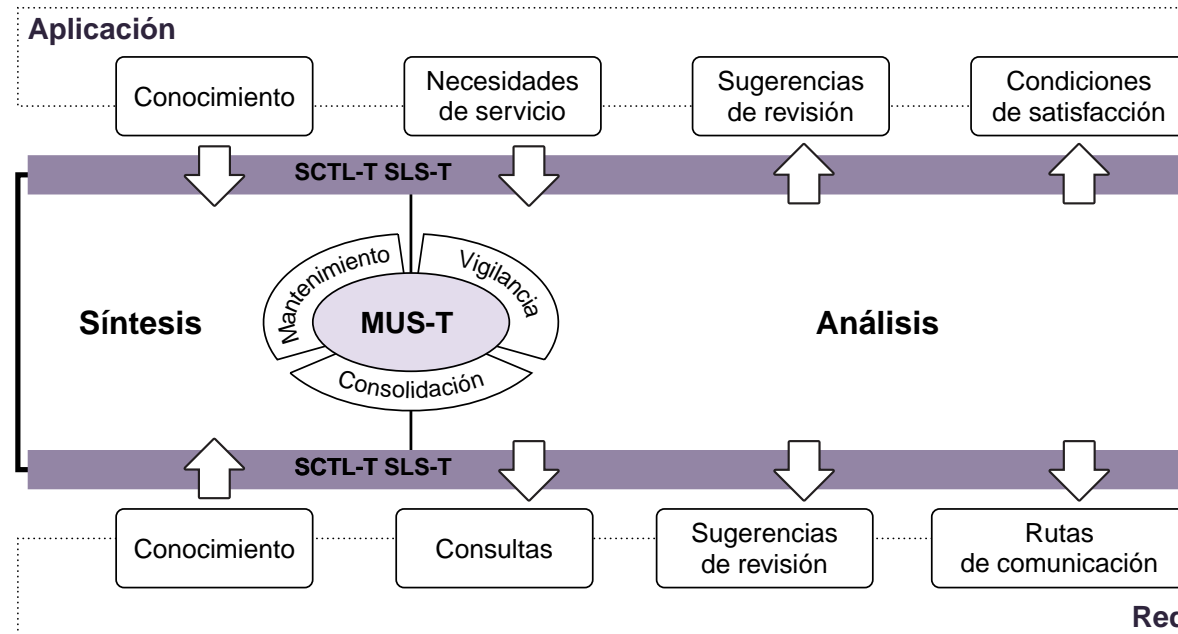 Aplicación
Conocimiento
Necesidades
de servicio
Sugerencias
de revisión
Condiciones
de satisfacción
SCTL-T SLS-T
Mantenimiento
Vigilancia
Síntesis
MUS-T
Análisis
Consolidación
SCTL-T SLS-T
Conocimiento
Consultas
Sugerencias
de revisión
Rutas
de comunicación
Red